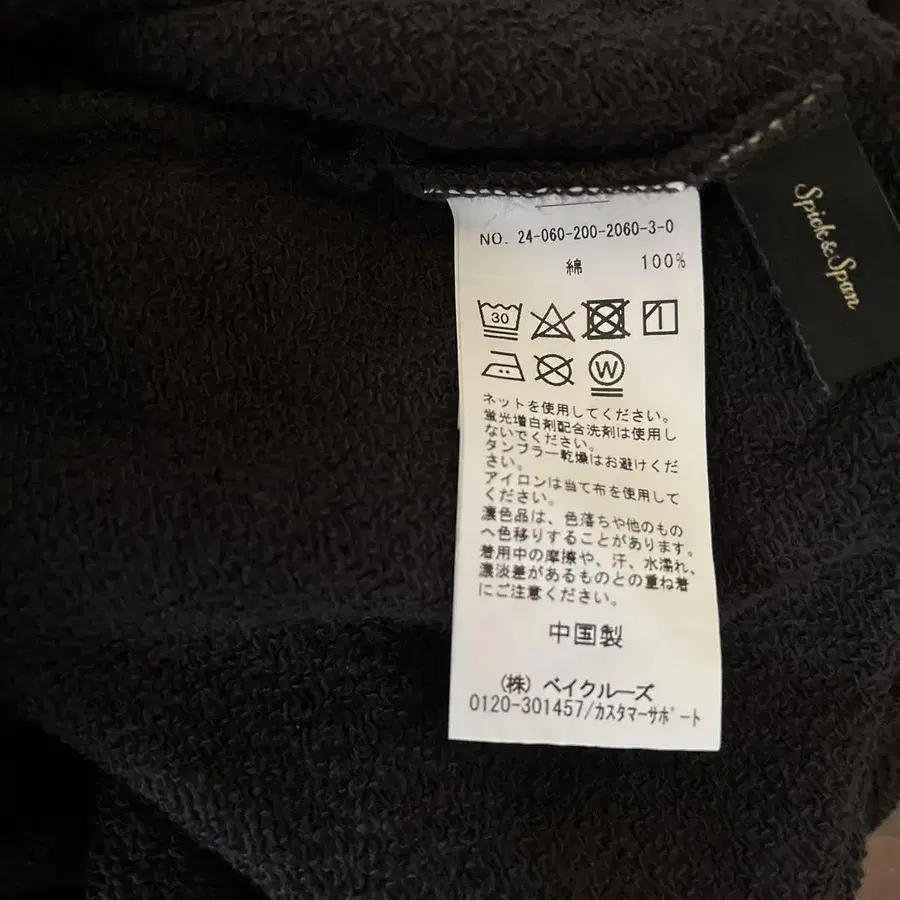 NO. 24-060-200-2060-3-0
綿 100%
30
W
ネットを使用してください。
蛍光増白剤配合洗剤は使用し
ないでください。
タンブラー乾燥はお避けくだ
さい。
アイロンは当て布を使用して
ください。
濃色品は、色落ちや他のもの
へ色移りすることがあります。
着用中の摩擦や、汗、水濡れ、
濃淡差があるものとの重ね着
にご注意ください。
中国製
(株) ベイクルーズ
0120-301457/カスタマーサポート
Spick&Span